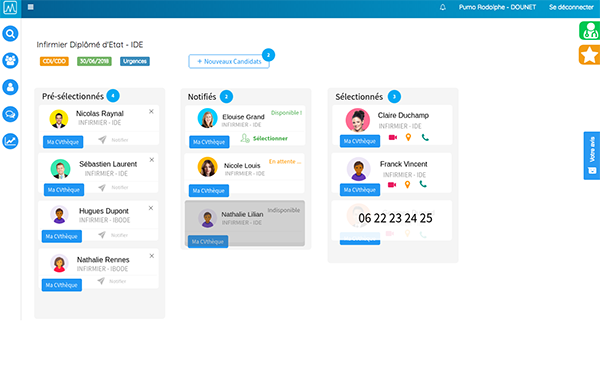 Pumo Rodolphe - DOUNET
Se déconnecter
Infirmier Diplômé d'Etat - IDE
CDI/CDD 30/06/2018 Urgences
+ Nouveaux Candidats 2
Pré-sélectionnés 4
Nicolas Raynal
INFIRMIER - IDE
Ma CVthèque Notifier
Sébastien Laurent
INFIRMIER - IDE
Ma CVthèque Notifier
Hugues Dupont
INFIRMIER - IBODE
Ma CVthèque Notifier
Nathalie Rennes
INFIRMIER - IBODE
Ma CVthèque Notifier
Notifiés 2
Disponible !
Elouise Grand
INFIRMIER - IDE
Ma CVthèque Sélectionner
En attente ...
Nicole Louis
INFIRMIER - IDE
Ma CVthèque
Indisponible
Nathalie Lilian
INFIRMIER - IDE
Ma CVthèque
Sélectionnés 3
Claire Duchamp
INFIRMIER - IDE
Ma CVthèque
Franck Vincent
INFIRMIER - IDE
Ma CVthèque
06 22 23 24 25
Votre avis